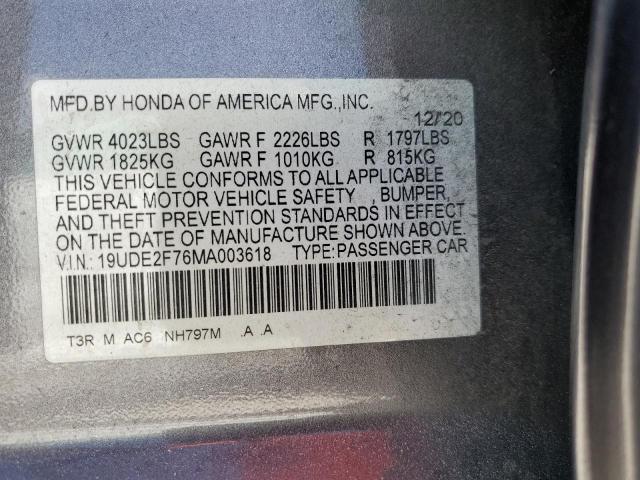 MFD.BY HONDA OF AMERICA MFG.,INC.
12/20
GVWR 4023LBS GAWR F 2226LBS R 1797LBS
GVWR 1825KG GAWR F 1010KG R 815KG
THIS VEHICLE CONFORMS TO ALL APPLICABLE
FEDERAL MOTOR VEHICLE SAFETY , BUMPER,
AND THEFT PREVENTION STANDARDS IN EFFECT
ON THE DATE OF MANUFACTURE SHOWN ABOVE.
V.I.N.: 19UDE2F76MA003618 TYPE:PASSENGER CAR
T3R M AC6 NH797M .A .A